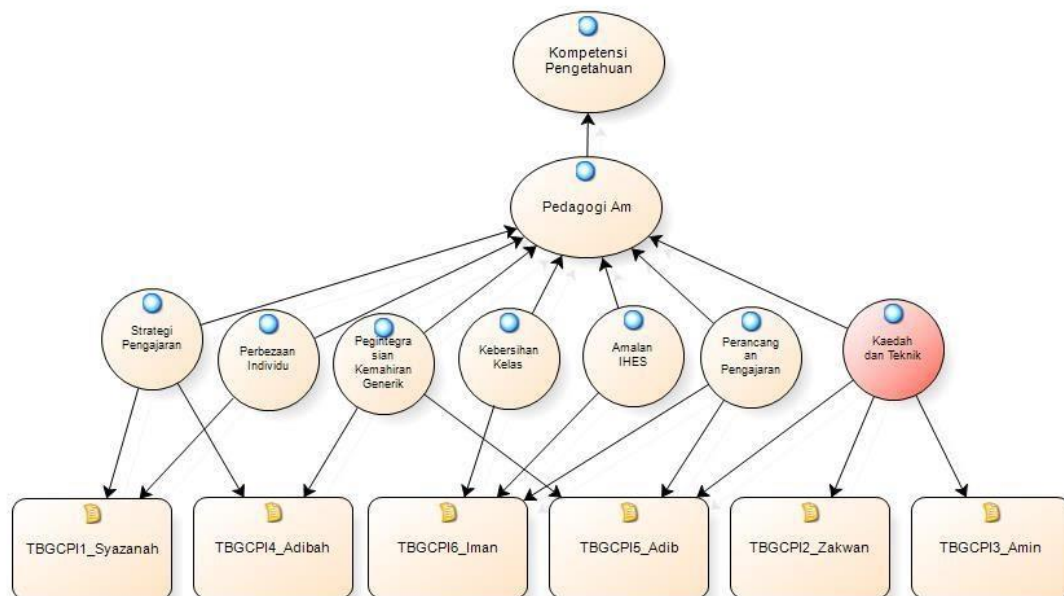 Kompetensi
Pengetahuan
Pedagogi Am
Strategi
Pengajaran
Perbezaan
Individu
Pegintegra
sian
Kemahiran
Generik
Kebersihan
Kelas
Amalan
IHES
Perancang
an
Pengajaran
Kaedah
dan Teknik
TBGCPI1_Syazanah
TBGCPI4_Adibah
TBGCPI6_Iman
TBGCPI5_Adib
TBGCPI2_Zakwan
TBGCPI3_Amin